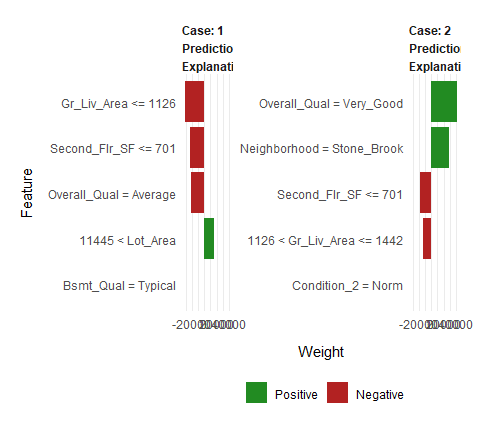 Case: 1
Predictio
Explanati
Case: 2
Predictio
Explanati
Feature
Gr_Liv_Area <= 1126
Second_Flr_SF <= 701
Overall_Qual = Average
11445 < Lot_Area
Bsmt_Qual = Typical
Overall_Qual = Very_Good
Neighborhood = Stone_Brook
Second_Flr_SF <= 701
1126 < Gr_Liv_Area <= 1442
Condition_2 = Norm
Weight
Positive
Negative